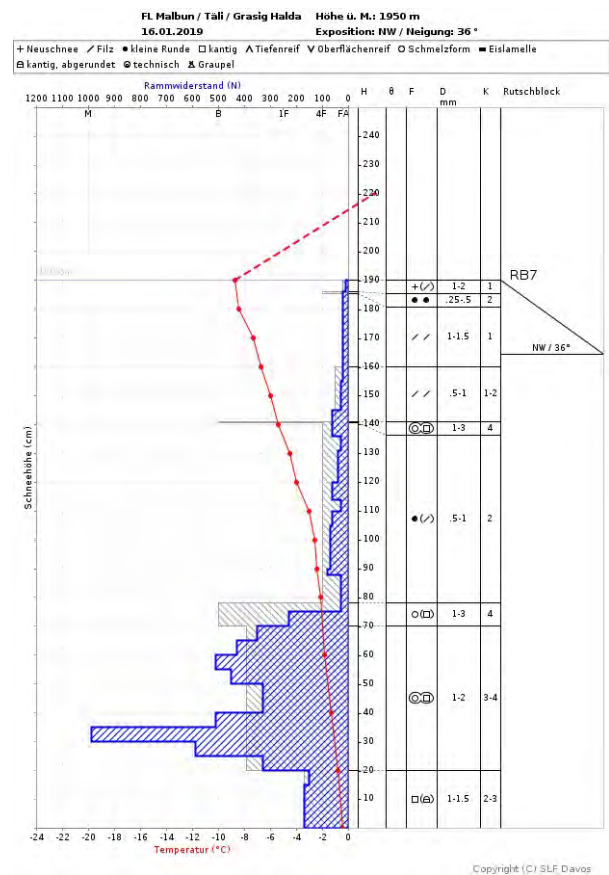 FL Malbun / Täli / Grasig Halda Höhe ü. M.: 1950 m
16.01.2019 Exposition: NW / Neigung: 36 °
+ Neuschnee ∕ Filz ● kleine Runde □ kantig ∧ Tiefenreif ∨ Oberflächenreif ○ Schmelzform ▬ Eislamelle
kantig, abgerundet technisch Graupel
Rammwiderstand (N)
1200 1100 1000 900 800 700 600 500 400 300 200 100 0 H θ F D K Rutschblock
M B 1F 4F FA mm
240
230
220
210
200
190 RB7
+(∕) 1-2 1
● ● .25-.5 2
180
170 ∕ ∕ 1-1.5 1
NW / 36°
160
150 ∕ ∕ .5-1 1-2
140 1-3 4
130
120
110 ●(∕) .5-1 2
100
90
80
○(□) 1-3 4
70
60
50
1-2 3-4
40
30
20
10 1-1.5 2-3
Schneehöhe (cm)
-24 -22 -20 -18 -16 -14 -12 -10 -8 -6 -4 -2 0
Temperatur (°C)
Copyright (C) SLF Davos